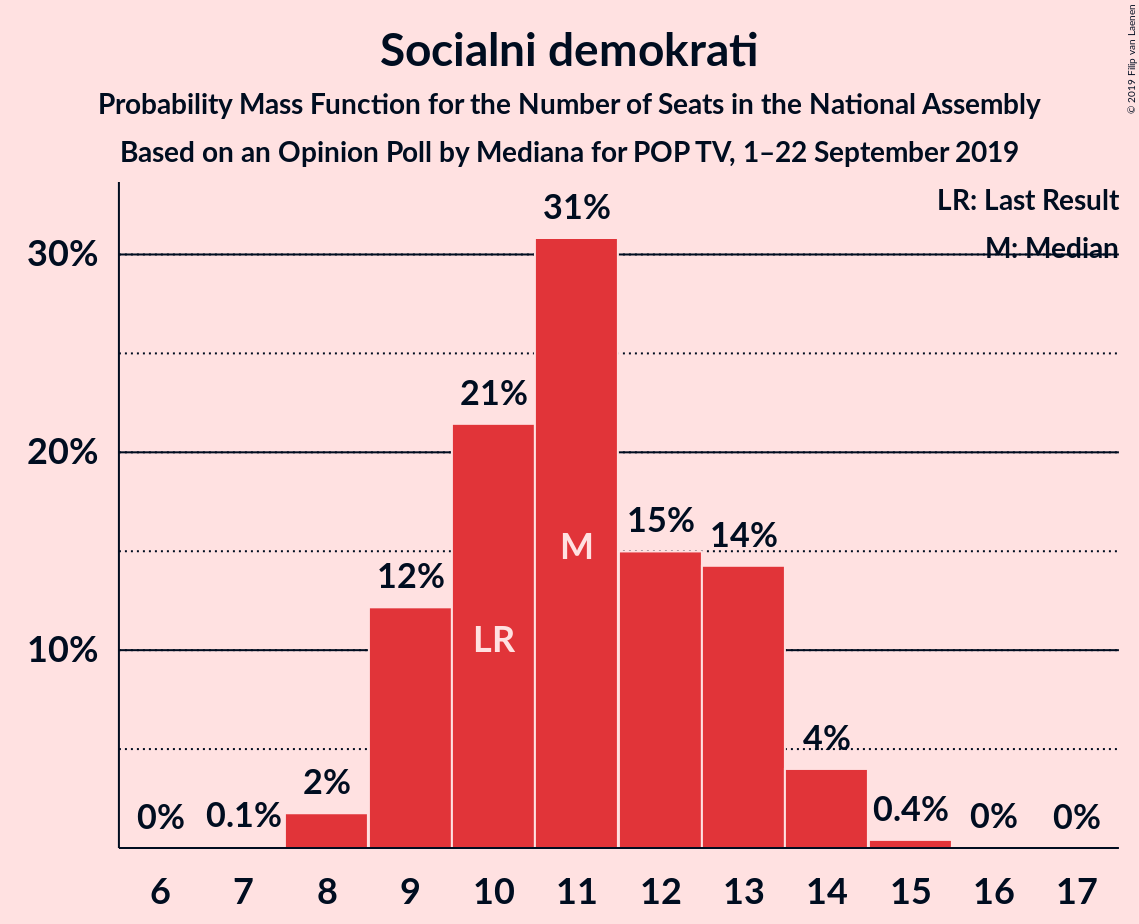 Socialni demokrati
Probability Mass Function for the Number of Seats in the National Assembly
Based on an Opinion Poll by Mediana for POP TV, 1–22 September 2019
© 2019 Filip van Laenen
LR: Last Result
M: Median
30%
20%
10%
0%
0.1%
2%
12%
21%
31%
15%
14%
4%
0.4%
0%
0%
LR
M
6 7 8 9 10 11 12 13 14 15 16 17